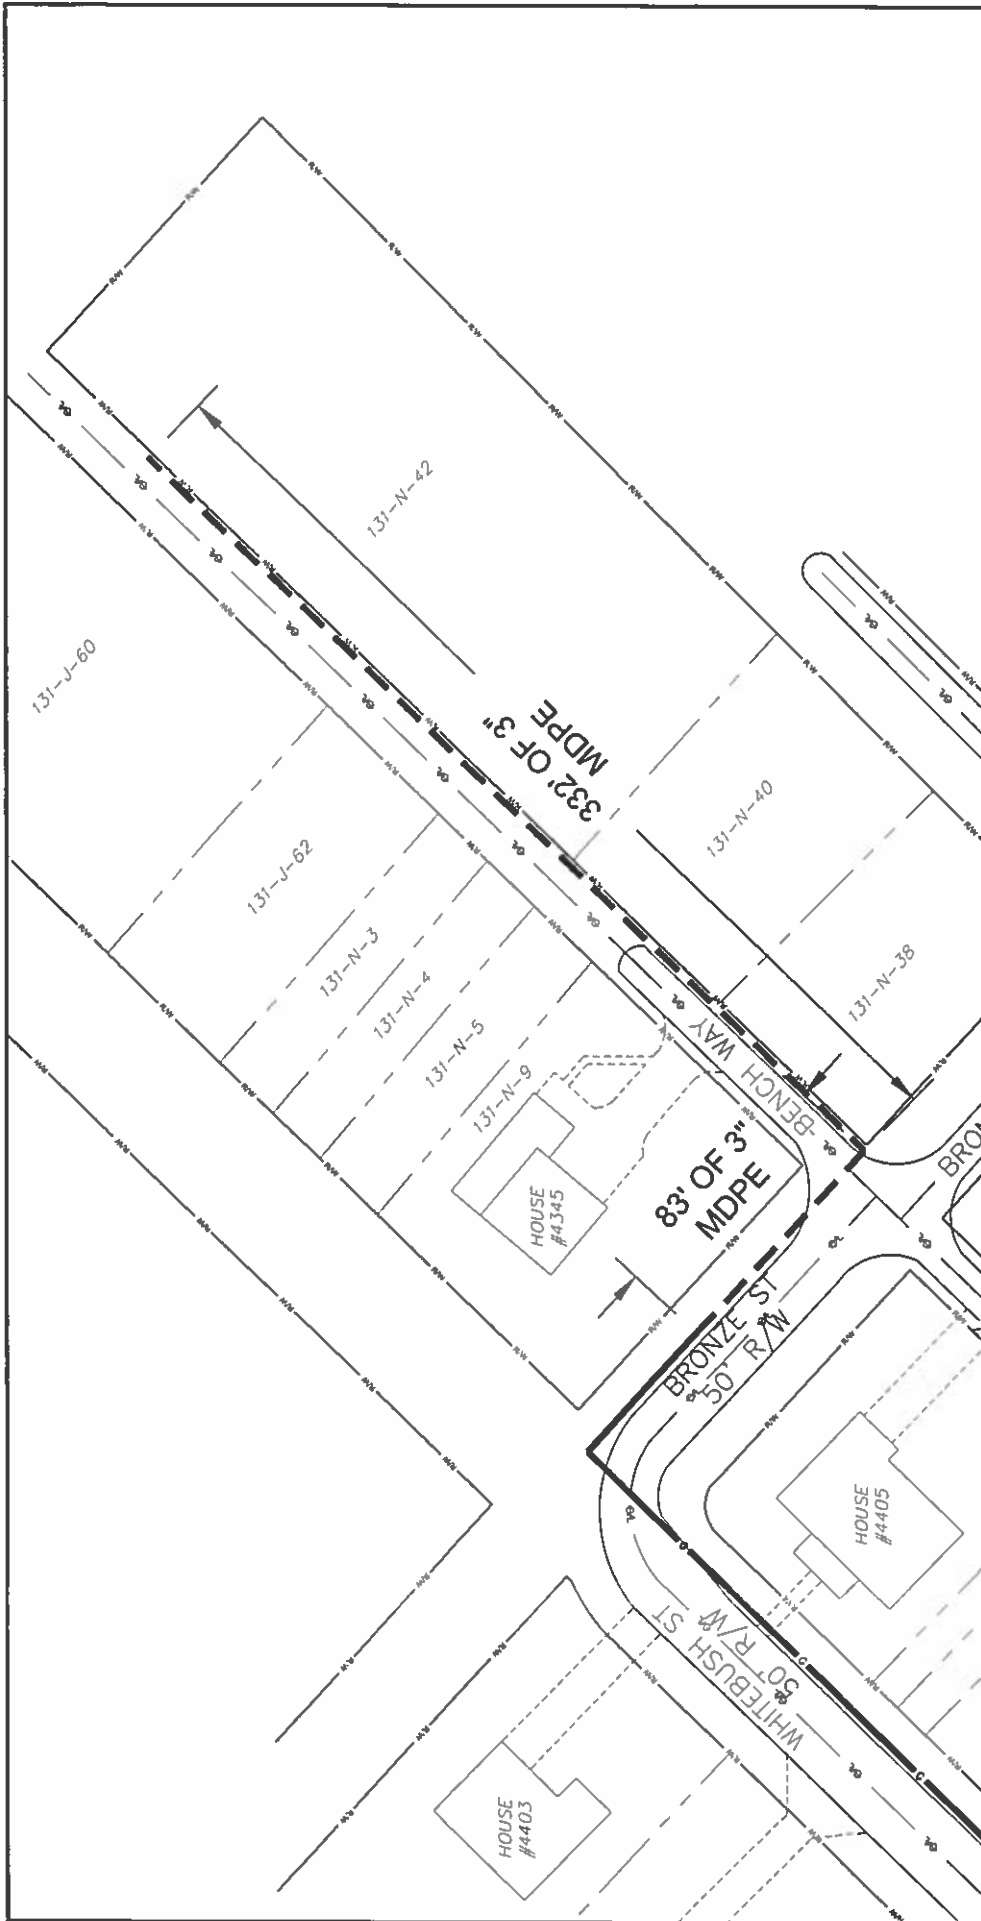 131-J-60
131-N-42
332' OF 3"
MDPE
131-J-62
131-N-40
131-N-3
131-N-4
131-N-5
131-N-9
131-N-38
BENCH WAY
HOUSE
#4345
83' OF 3"
MDPE
BRON
BRONZE ST
50' R/W
HOUSE
#4405
WHITEBUSH ST
50' R/W
HOUSE
#4403
R/W
G
G
G